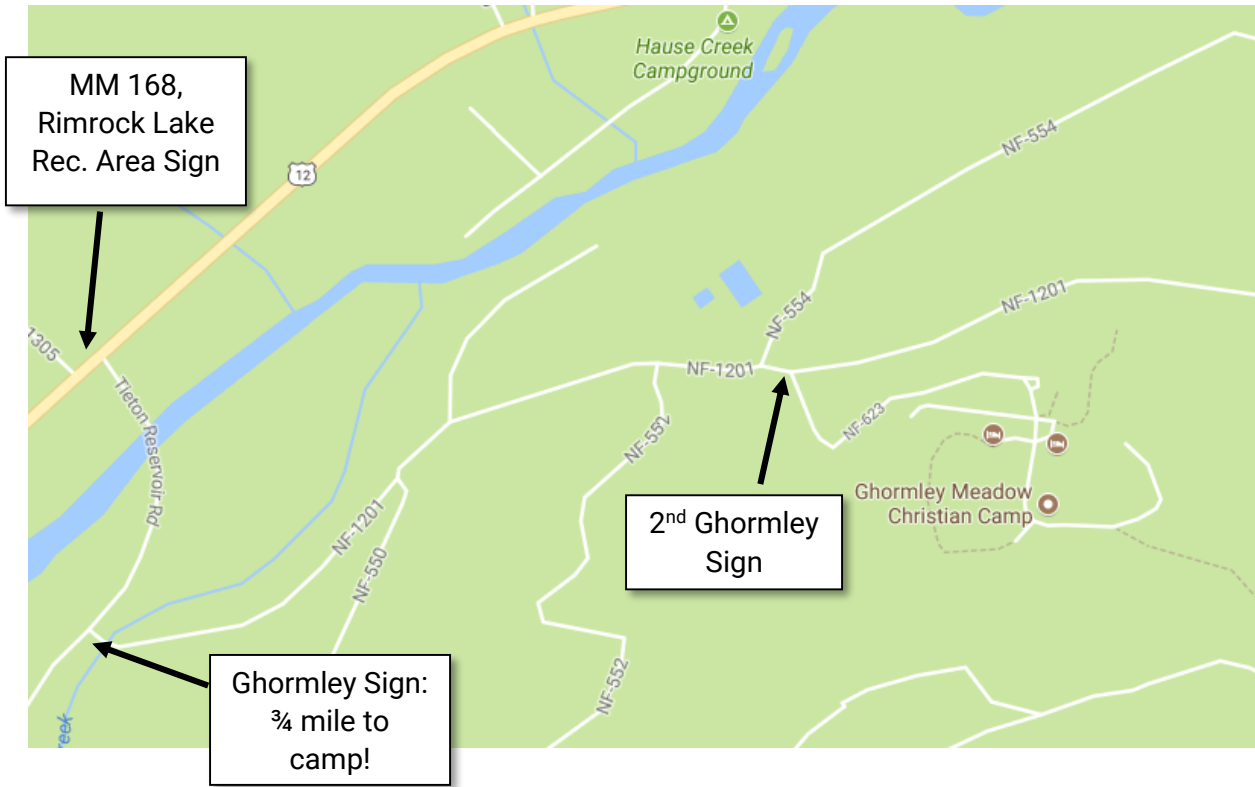 Hause Creek
Campground
MM 168,
Rimrock Lake
Rec. Area Sign
12
NF-554
1305
Tieton Reservoir Rd
NF-554
NF-1201
NF-1201
NF-552
NF-623
Ghormley Meadow
Christian Camp
2nd Ghormley
Sign
NF-1201
NF-550
NF-552
Ghormley Sign:
¾ mile to
camp!
reek